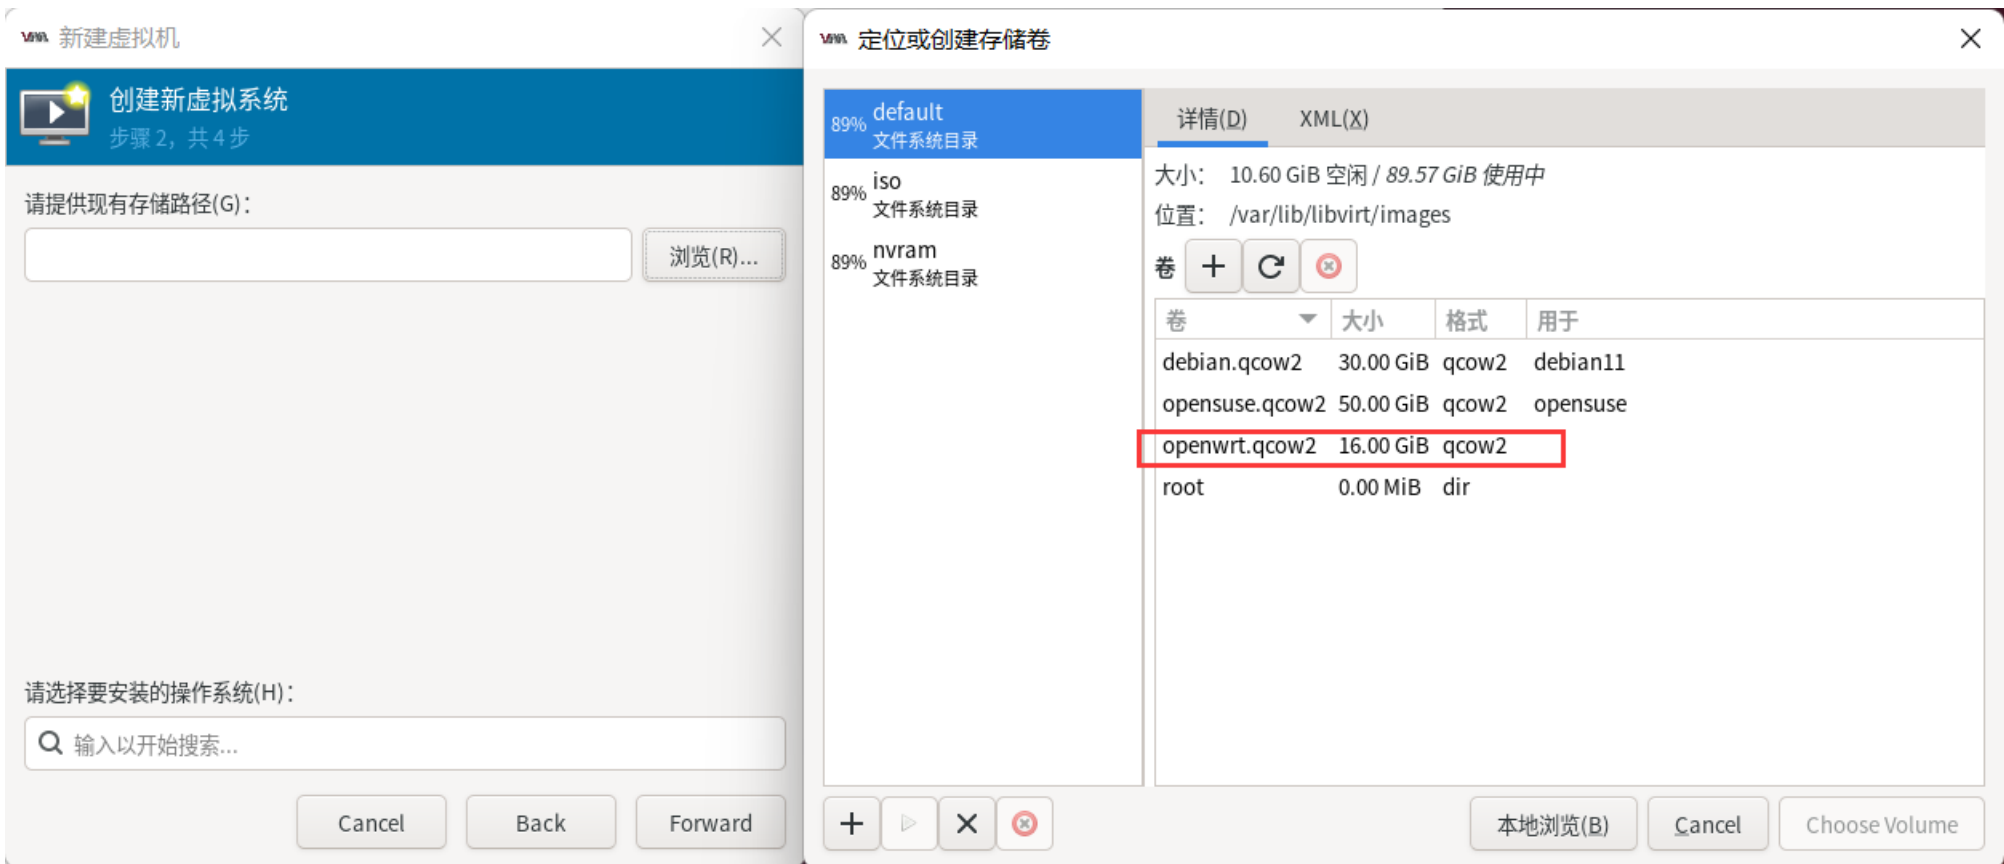 新建虚拟机
创建新虚拟系统
步骤 2，共 4 步
请提供现有存储路径(G)：
浏览(R)...
请选择要安装的操作系统(H)：
输入以开始搜索...
Cancel Back Forward
定位或创建存储卷
89% default
文件系统目录
89% iso
文件系统目录
89% nvram
文件系统目录
详情(D) XML(X)
大小： 10.60 GiB 空闲 / 89.57 GiB 使用中
位置： /var/lib/libvirt/images
卷
卷 大小 格式 用于
debian.qcow2 30.00 GiB qcow2 debian11
opensuse.qcow2 50.00 GiB qcow2 opensuse
openwrt.qcow2 16.00 GiB qcow2
root 0.00 MiB dir
本地浏览(B) Cancel Choose Volume